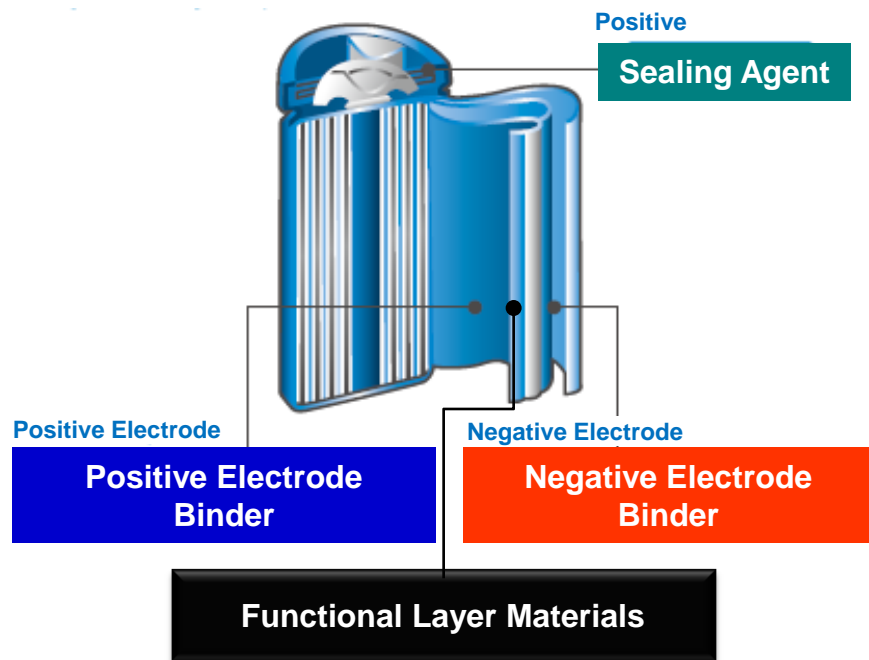 Positive
Sealing Agent
Positive Electrode
Positive Electrode
Binder
Negative Electrode
Negative Electrode
Binder
Functional Layer Materials